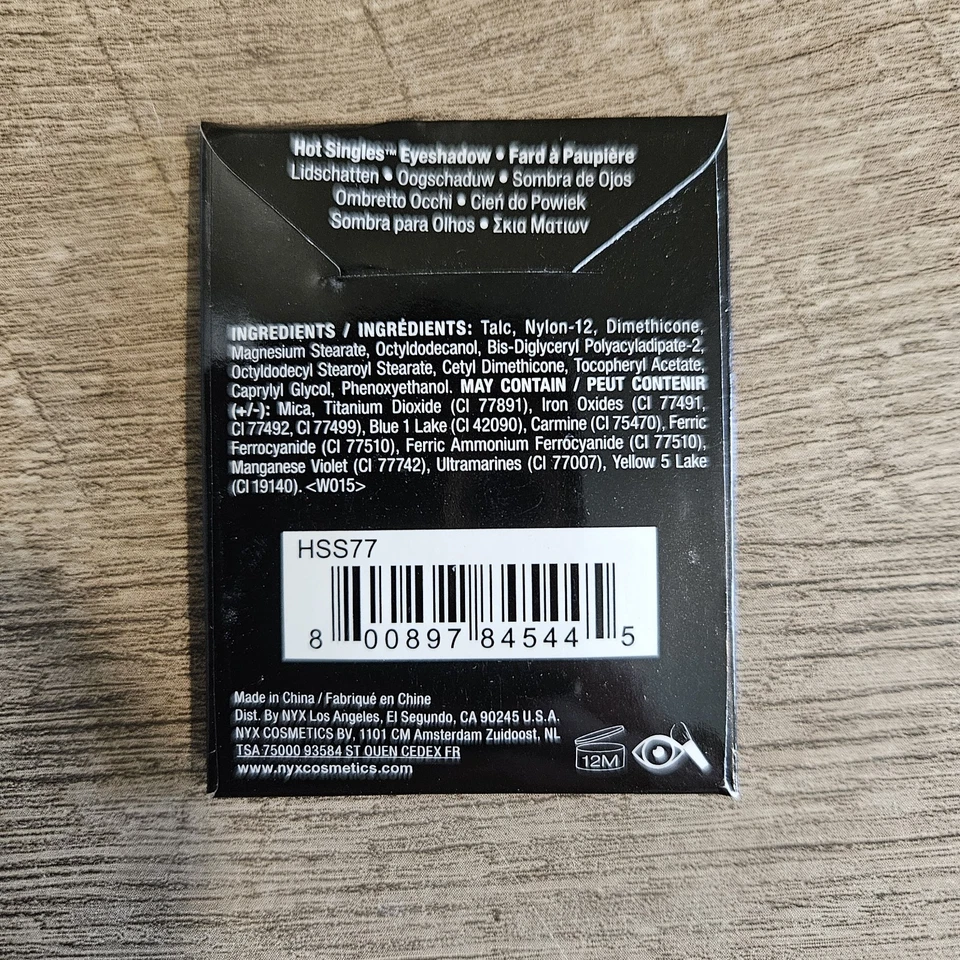 Hot Singles™ Eyeshadow • Fard à Paupière
Lidschatten • Oogschaduw • Sombra de Ojos
Ombretto Occhi • Cień do Powiek
Sombra para Olhos • Σκια Ματιων
INGREDIENTS / INGRÉDIENTS: Talc, Nylon-12, Dimethicone,
Magnesium Stearate, Octyldodecanol, Bis-Diglyceryl Polyacyladipate-2,
Octyldodecyl Stearoyl Stearate, Cetyl Dimethicone, Tocopheryl Acetate,
Caprylyl Glycol, Phenoxyethanol. MAY CONTAIN / PEUT CONTENIR
(+/-): Mica, Titanium Dioxide (CI 77891), Iron Oxides (CI 77491,
CI 77492, CI 77499), Blue 1 Lake (CI 42090), Carmine (CI 75470), Ferric
Ferrocyanide (CI 77510), Ferric Ammonium Ferrocyanide (CI 77510),
Manganese Violet (CI 77742), Ultramarines (CI 77007), Yellow 5 Lake
(CI 19140). <W015>
HSS77
8 00897 84544 5
Made in China / Fabriqué en Chine
Dist. By NYX Los Angeles, El Segundo, CA 90245 U.S.A.
NYX COSMETICS BV, 1101 CM Amsterdam Zuidoost, NL
TSA 75000 93584 ST OUEN CEDEX FR
www.nyxcosmetics.com
12M